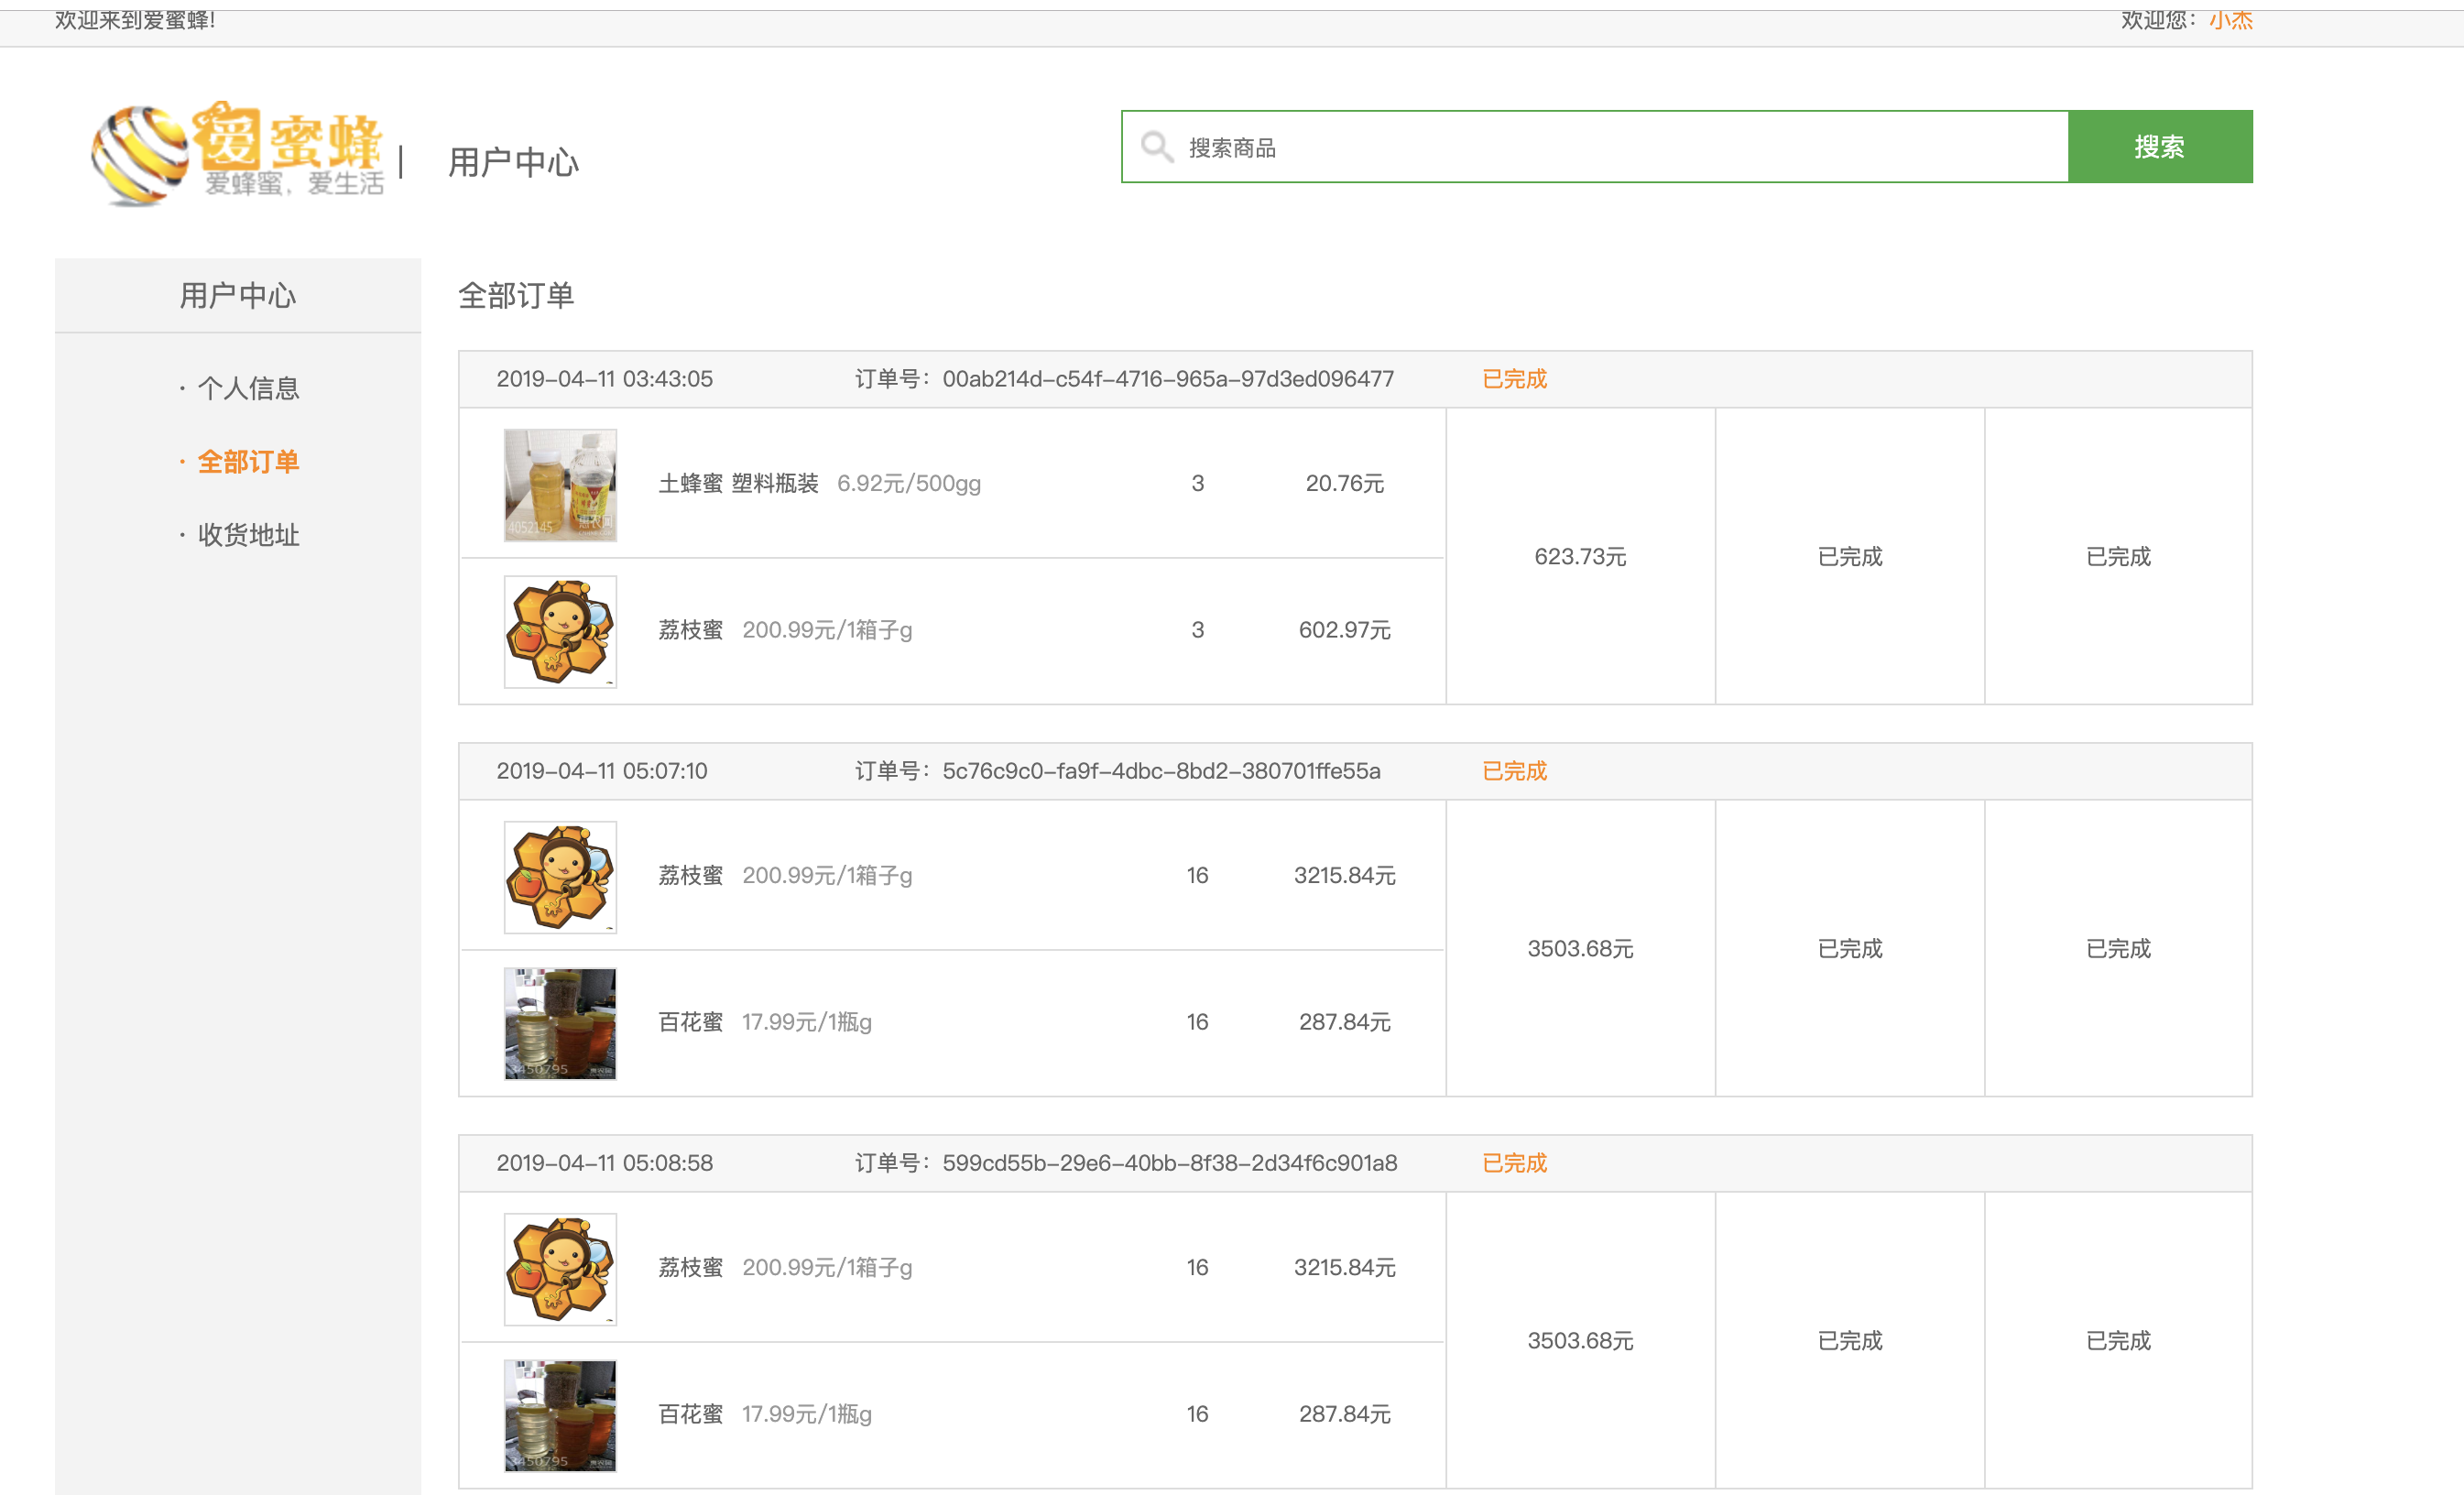 欢迎来到爱蜜蜂!
欢迎您：小杰
爱蜜蜂
爱蜂蜜，爱生活
用户中心
搜索商品
搜索
用户中心
· 个人信息
· 全部订单
· 收货地址
全部订单
2019-04-11 03:43:05 订单号：00ab214d-c54f-4716-965a-97d3ed096477 已完成
4052145 惠农网
土蜂蜜 塑料瓶装 6.92元/500gg 3 20.76元
623.73元 已完成 已完成
荔枝蜜 200.99元/1箱子g 3 602.97元
2019-04-11 05:07:10 订单号：5c76c9c0-fa9f-4dbc-8bd2-380701ffe55a 已完成
荔枝蜜 200.99元/1箱子g 16 3215.84元
3503.68元 已完成 已完成
百花蜜 17.99元/1瓶g 16 287.84元
3450795
2019-04-11 05:08:58 订单号：599cd55b-29e6-40bb-8f38-2d34f6c901a8 已完成
荔枝蜜 200.99元/1箱子g 16 3215.84元
3503.68元 已完成 已完成
百花蜜 17.99元/1瓶g 16 287.84元
3450795